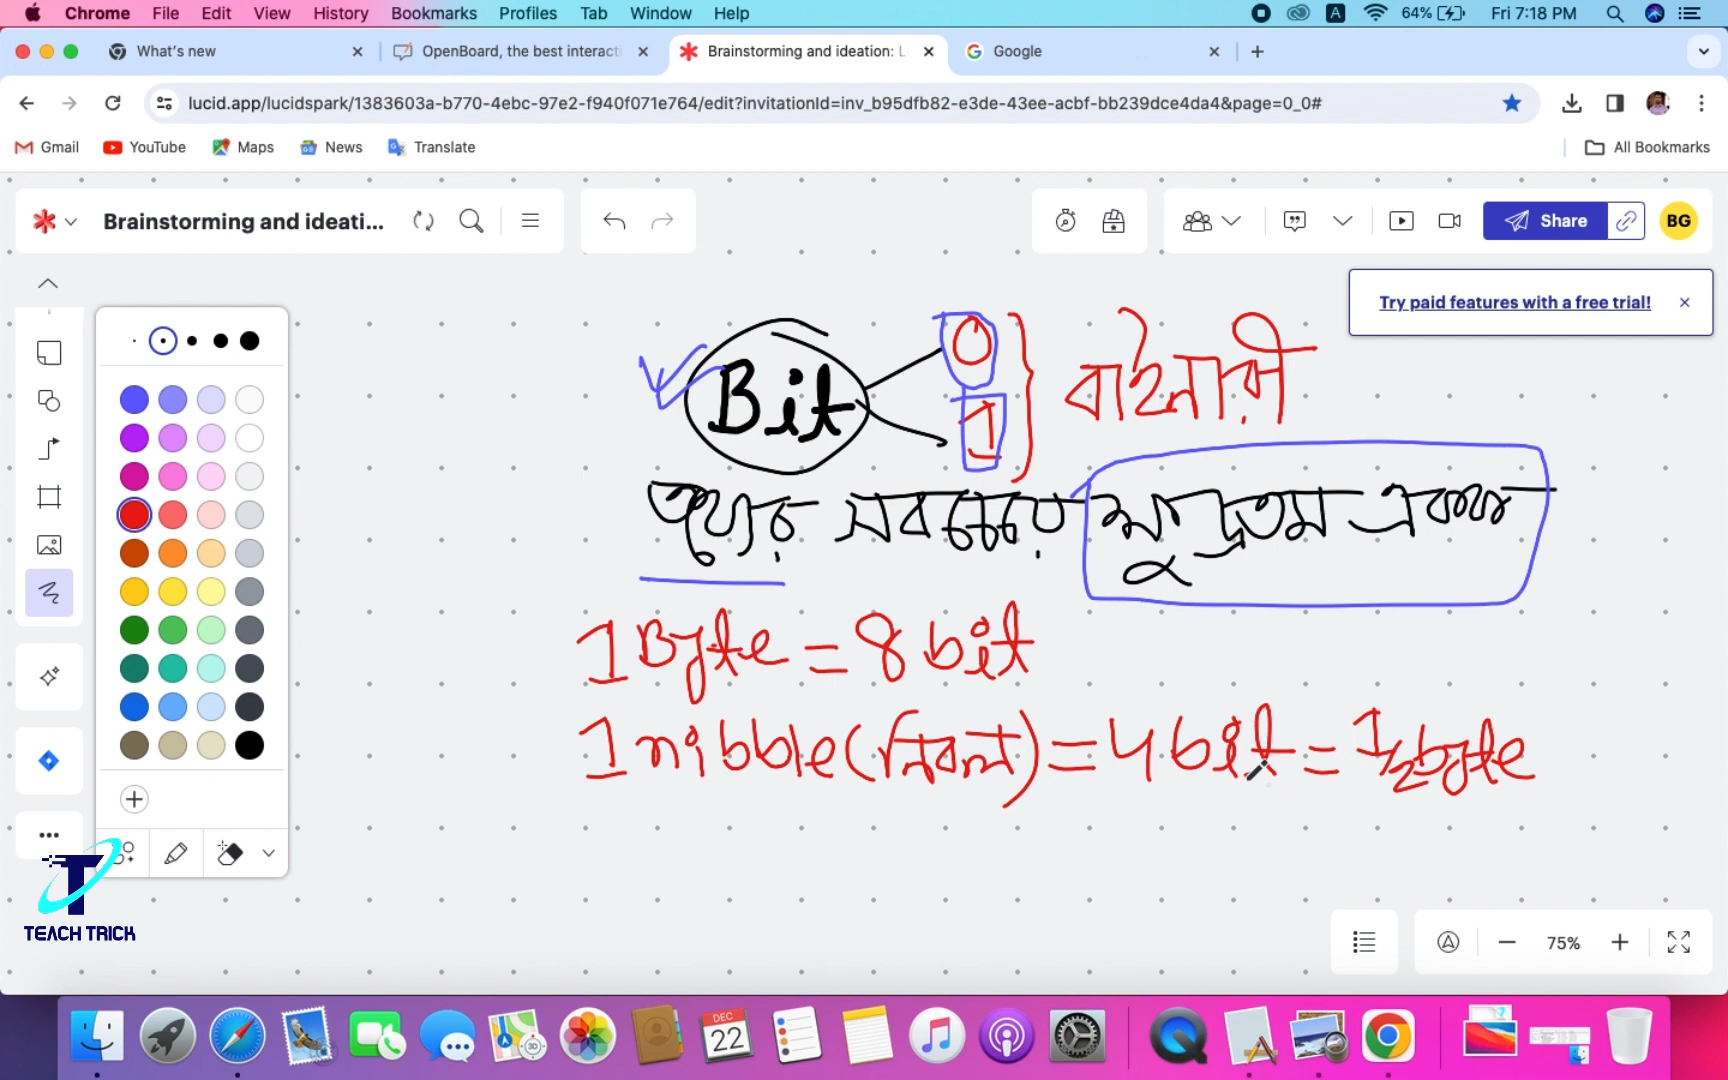 Chrome File Edit View History Bookmarks Profiles Tab Window Help A 64% Fri 7:18 PM
What's new OpenBoard, the best interacti Brainstorming and ideation: L Google
lucid.app/lucidspark/1383603a-b770-4ebc-97e2-f940f071e764/edit?invitationId=inv_b95dfb82-e3de-43ee-acbf-bb239dce4da4&page=0_0#
Gmail YouTube Maps News Translate All Bookmarks
Brainstorming and ideati... Share BG
Try paid features with a free trial!
0
Bit বাইনারী
1
তথ্যের সবচেয়ে ক্ষুদ্রতম একক
1 Byte = 8 bit
1 nibble (নিবল) = 4 bit = 1/2 byte
TEACH TRICK
75%
DEC
22